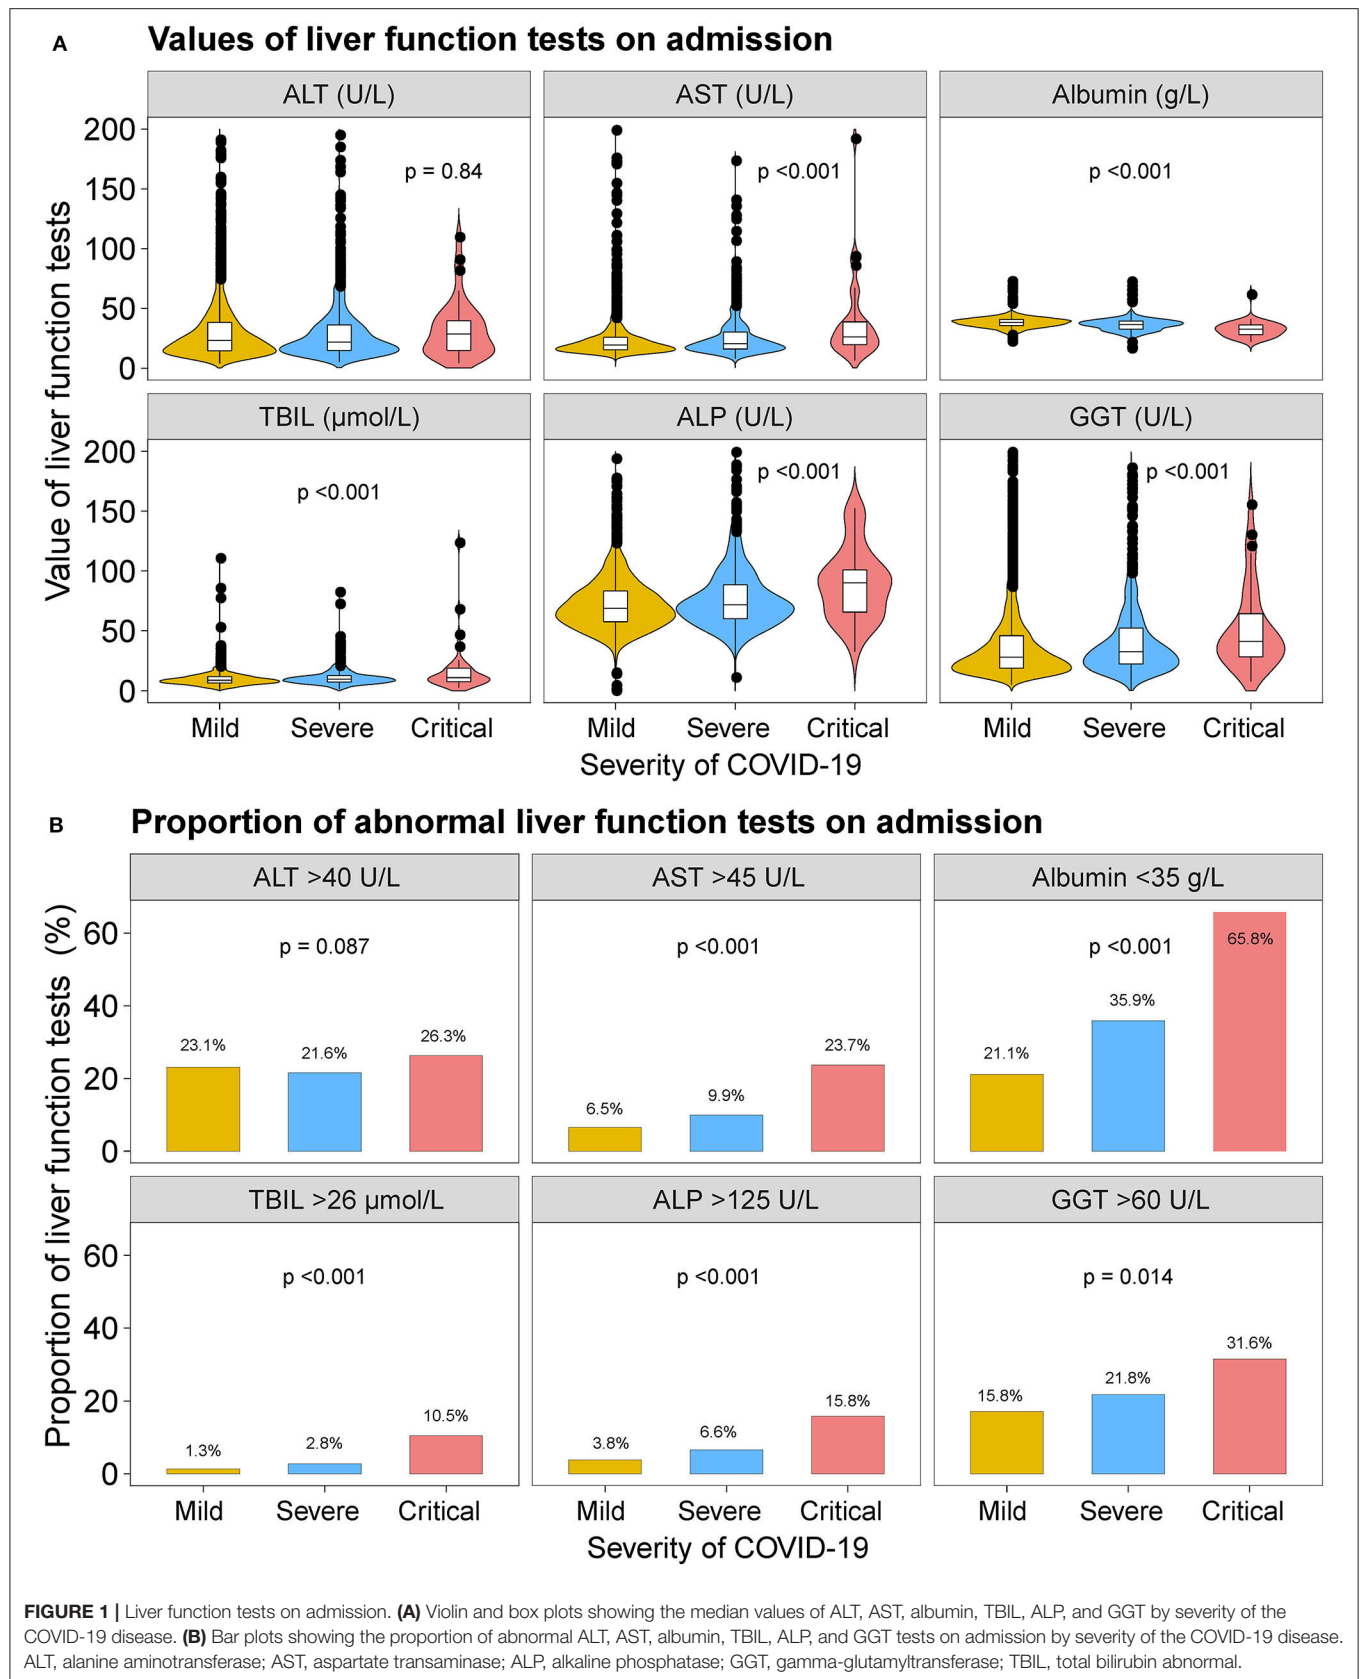 A Values of liver function tests on admission
ALT (U/L) AST (U/L) Albumin (g/L)
Value of liver function tests
200
150
100
50
0
p = 0.84 p <0.001 p <0.001
TBIL (µmol/L) ALP (U/L) GGT (U/L)
200
150
100
50
0
p <0.001 p <0.001 p <0.001
Mild Severe Critical Mild Severe Critical Mild Severe Critical
Severity of COVID-19
B Proportion of abnormal liver function tests on admission
ALT >40 U/L AST >45 U/L Albumin <35 g/L
Proportion of liver function tests (%)
60
40
20
0
p = 0.087 p <0.001 p <0.001
23.1% 21.6% 26.3% 6.5% 9.9% 23.7% 21.1% 35.9% 65.8%
TBIL >26 µmol/L ALP >125 U/L GGT >60 U/L
60
40
20
0
p <0.001 p <0.001 p = 0.014
1.3% 2.8% 10.5% 3.8% 6.6% 15.8% 15.8% 21.8% 31.6%
Mild Severe Critical Mild Severe Critical Mild Severe Critical
Severity of COVID-19
FIGURE 1 | Liver function tests on admission. (A) Violin and box plots showing the median values of ALT, AST, albumin, TBIL, ALP, and GGT by severity of the
COVID-19 disease. (B) Bar plots showing the proportion of abnormal ALT, AST, albumin, TBIL, ALP, and GGT tests on admission by severity of the COVID-19 disease.
ALT, alanine aminotransferase; AST, aspartate transaminase; ALP, alkaline phosphatase; GGT, gamma-glutamyltransferase; TBIL, total bilirubin abnormal.